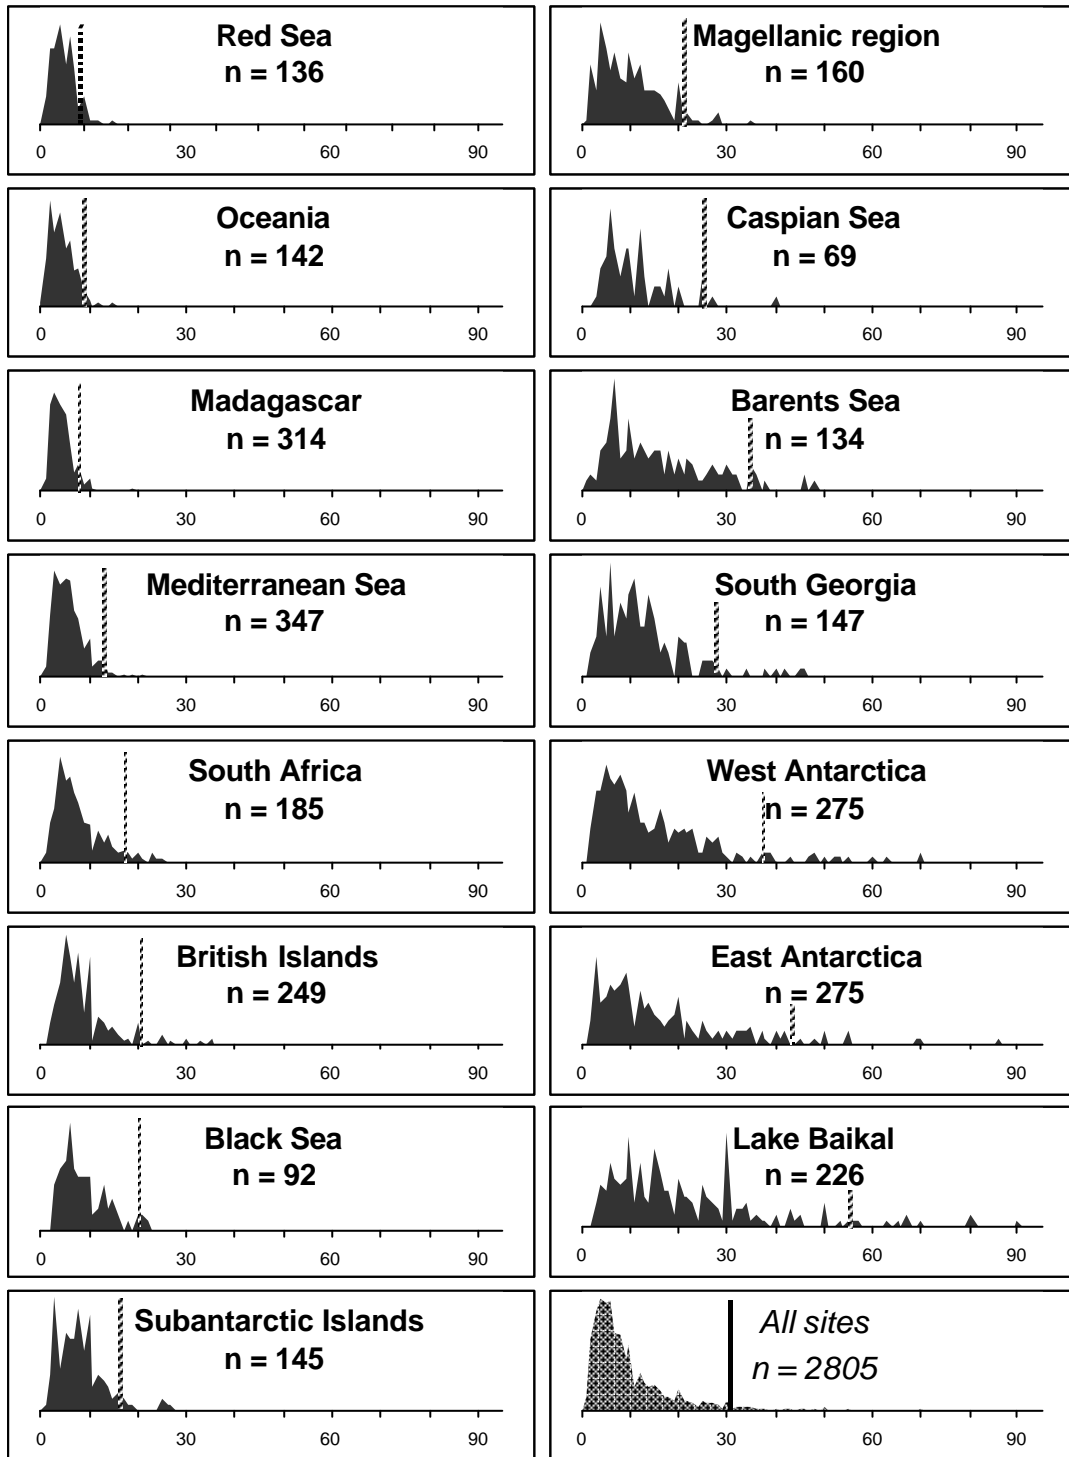 Red Sea
n = 136
0 30 60 90
Oceania
n = 142
0 30 60 90
Madagascar
n = 314
0 30 60 90
Mediterranean Sea
n = 347
0 30 60 90
South Africa
n = 185
0 30 60 90
British Islands
n = 249
0 30 60 90
Black Sea
n = 92
0 30 60 90
Subantarctic Islands
n = 145
0 30 60 90
Magellanic region
n = 160
0 30 60 90
Caspian Sea
n = 69
0 30 60 90
Barents Sea
n = 134
0 30 60 90
South Georgia
n = 147
0 30 60 90
West Antarctica
n = 275
0 30 60 90
East Antarctica
n = 275
0 30 60 90
Lake Baikal
n = 226
0 30 60 90
All sites
n = 2805
0 30 60 90